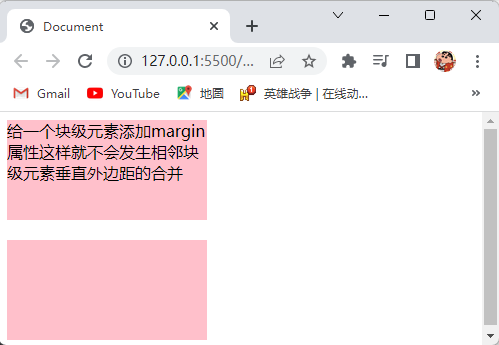 Document
127.0.0.1:5500/...
Gmail
YouTube
地圖
英雄战争 | 在线动...
给一个块级元素添加margin
属性这样就不会发生相邻块
级元素垂直外边距的合并